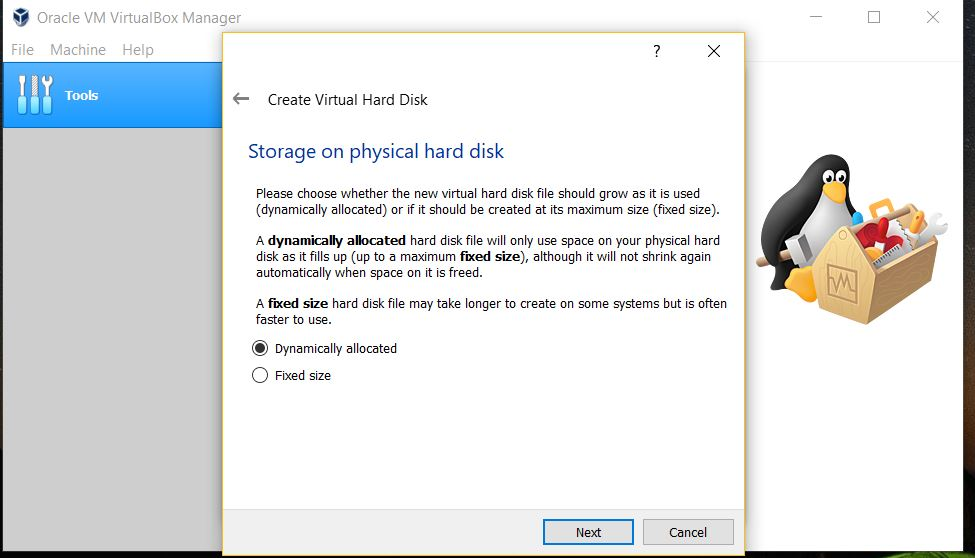 Oracle VM VirtualBox Manager
File Machine Help
Tools
?
Create Virtual Hard Disk
Storage on physical hard disk
Please choose whether the new virtual hard disk file should grow as it is used
(dynamically allocated) or if it should be created at its maximum size (fixed size).
A dynamically allocated hard disk file will only use space on your physical hard
disk as it fills up (up to a maximum fixed size), although it will not shrink again
automatically when space on it is freed.
A fixed size hard disk file may take longer to create on some systems but is often
faster to use.
Dynamically allocated
Fixed size
Next Cancel